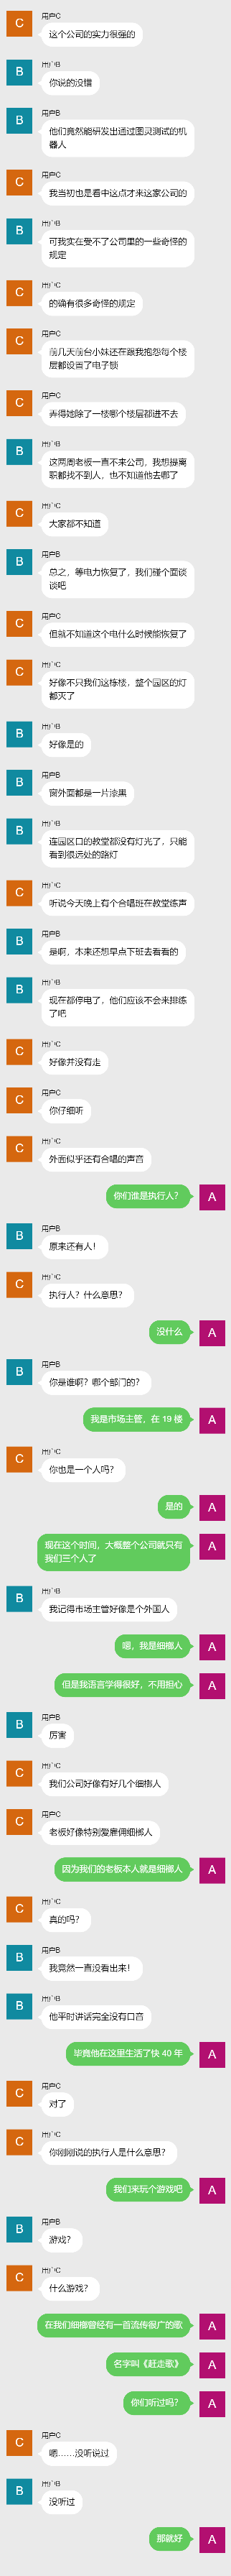 C
用户C
这个公司的实力很强的
B
用户B
你说的没错
B
用户B
他们竟然能研发出通过图灵测试的机
器人
C
用户C
我当初也是看中这点才来这家公司的
B
用户B
可我实在受不了公司里的一些奇怪的
规定
C
用户C
的确有很多奇怪的规定
C
用户C
前几天前台小妹还在跟我抱怨每个楼
层都设置了电子锁
C
用户C
弄得她除了一楼哪个楼层都进不去
B
用户B
这两周老板一直不来公司，我想提离
职都找不到人，也不知道他去哪了
C
用户C
大家都不知道
B
用户B
总之，等电力恢复了，我们碰个面谈
谈吧
C
用户C
但就不知道这个电什么时候能恢复了
C
用户C
好像不只我们这栋楼，整个园区的灯
都灭了
B
用户B
好像是的
B
用户B
窗外面都是一片漆黑
B
用户B
连园区口的教堂都没有灯光了，只能
看到很远处的路灯
C
用户C
听说今天晚上有个合唱班在教堂练声
B
用户B
是啊，本来还想早点下班去看看的
B
用户B
现在都停电了，他们应该不会来排练
了吧
C
用户C
好像并没有走
C
用户C
你仔细听
C
用户C
外面似乎还有合唱的声音
你们谁是执行人？
A
B
用户B
原来还有人！
C
用户C
执行人？什么意思？
没什么
A
B
用户B
你是谁啊？哪个部门的？
我是市场主管，在 19 楼
A
C
用户C
你也是一个人吗？
是的
A
现在这个时间，大概整个公司就只有
我们三个人了
A
B
用户B
我记得市场主管好像是个外国人
嗯，我是细榔人
A
但是我语言学得很好，不用担心
A
B
用户B
厉害
C
用户C
我们公司好像有好几个细榔人
C
用户C
老板好像特别爱雇佣细榔人
因为我们的老板本人就是细榔人
A
C
用户C
真的吗？
B
用户B
我竟然一直没看出来！
B
用户B
他平时讲话完全没有口音
毕竟他在这里生活了快 40 年
A
C
用户C
对了
C
用户C
你刚刚说的执行人是什么意思？
我们来玩个游戏吧
A
B
用户B
游戏？
C
用户C
什么游戏？
在我们细榔曾经有一首流传很广的歌
A
名字叫《赶走歌》
A
你们听过吗？
A
C
用户C
嗯……没听说过
B
用户B
没听过
那就好
A